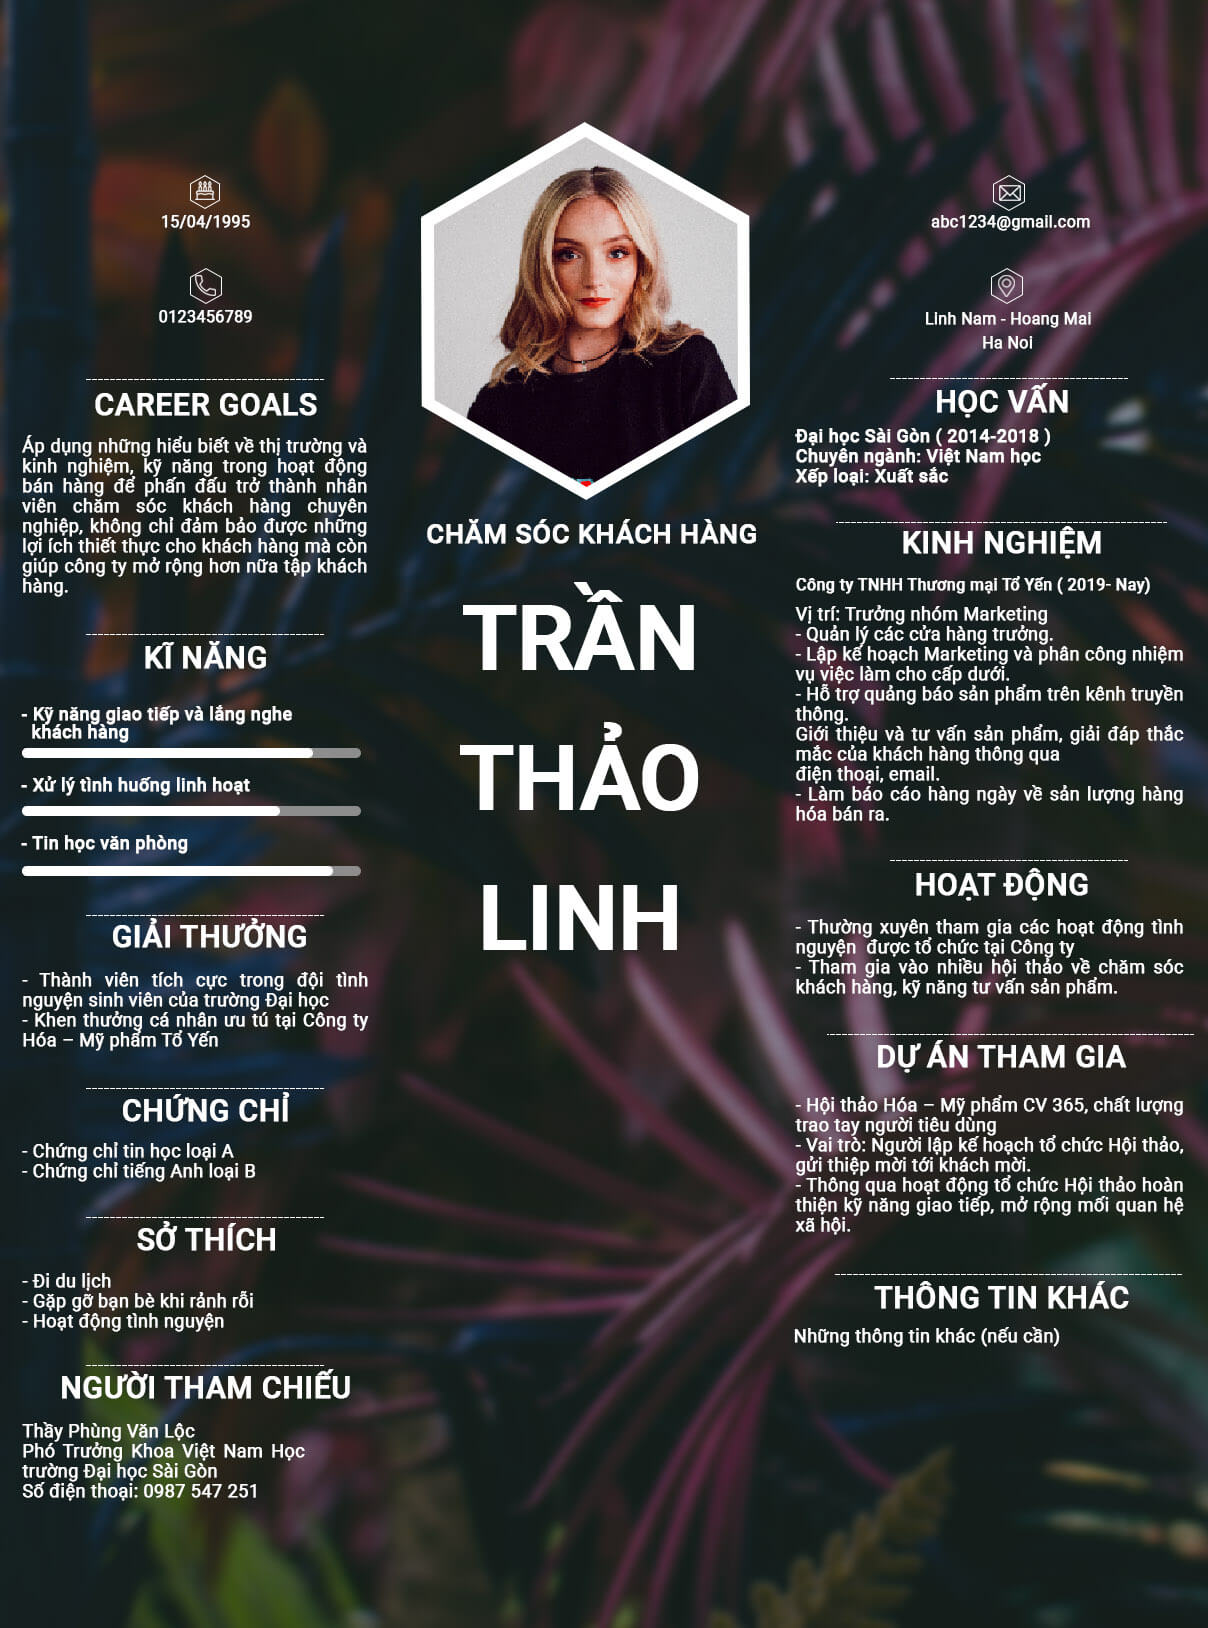 15/04/1995
0123456789
abc1234@gmail.com
Linh Nam - Hoang Mai
Ha Noi
CAREER GOALS
Áp dụng những hiểu biết về thị trường và
kinh nghiệm, kỹ năng trong hoạt động
bán hàng để phấn đấu trở thành nhân
viên chăm sóc khách hàng chuyên
nghiệp, không chỉ đảm bảo được những
lợi ích thiết thực cho khách hàng mà còn
giúp công ty mở rộng hơn nữa tập khách
hàng.
KĨ NĂNG
- Kỹ năng giao tiếp và lắng nghe
khách hàng
- Xử lý tình huống linh hoạt
- Tin học văn phòng
GIẢI THƯỞNG
- Thành viên tích cực trong đội tình
nguyện sinh viên của trường Đại học
- Khen thưởng cá nhân ưu tú tại Công ty
Hóa – Mỹ phẩm Tổ Yến
CHỨNG CHỈ
- Chứng chỉ tin học loại A
- Chứng chỉ tiếng Anh loại B
SỞ THÍCH
- Đi du lịch
- Gặp gỡ bạn bè khi rảnh rỗi
- Hoạt động tình nguyện
NGƯỜI THAM CHIẾU
Thầy Phùng Văn Lộc
Phó Trưởng Khoa Việt Nam Học
trường Đại học Sài Gòn
Số điện thoại: 0987 547 251
CHĂM SÓC KHÁCH HÀNG
TRẦN
THẢO
LINH
HỌC VẤN
Đại học Sài Gòn ( 2014-2018 )
Chuyên ngành: Việt Nam học
Xếp loại: Xuất sắc
KINH NGHIỆM
Công ty TNHH Thương mại Tổ Yến ( 2019- Nay)
Vị trí: Trưởng nhóm Marketing
- Quản lý các cửa hàng trưởng.
- Lập kế hoạch Marketing và phân công nhiệm
vụ việc làm cho cấp dưới.
- Hỗ trợ quảng báo sản phẩm trên kênh truyền
thông.
Giới thiệu và tư vấn sản phẩm, giải đáp thắc
mắc của khách hàng thông qua
điện thoại, email.
- Làm báo cáo hàng ngày về sản lượng hàng
hóa bán ra.
HOẠT ĐỘNG
- Thường xuyên tham gia các hoạt động tình
nguyện  được tổ chức tại Công ty
- Tham gia vào nhiều hội thảo về chăm sóc
khách hàng, kỹ năng tư vấn sản phẩm.
DỰ ÁN THAM GIA
- Hội thảo Hóa – Mỹ phẩm CV 365, chất lượng
trao tay người tiêu dùng
- Vai trò: Người lập kế hoạch tổ chức Hội thảo,
gửi thiệp mời tới khách mời.
- Thông qua hoạt động tổ chức Hội thảo hoàn
thiện kỹ năng giao tiếp, mở rộng mối quan hệ
xã hội.
THÔNG TIN KHÁC
Những thông tin khác (nếu cần)